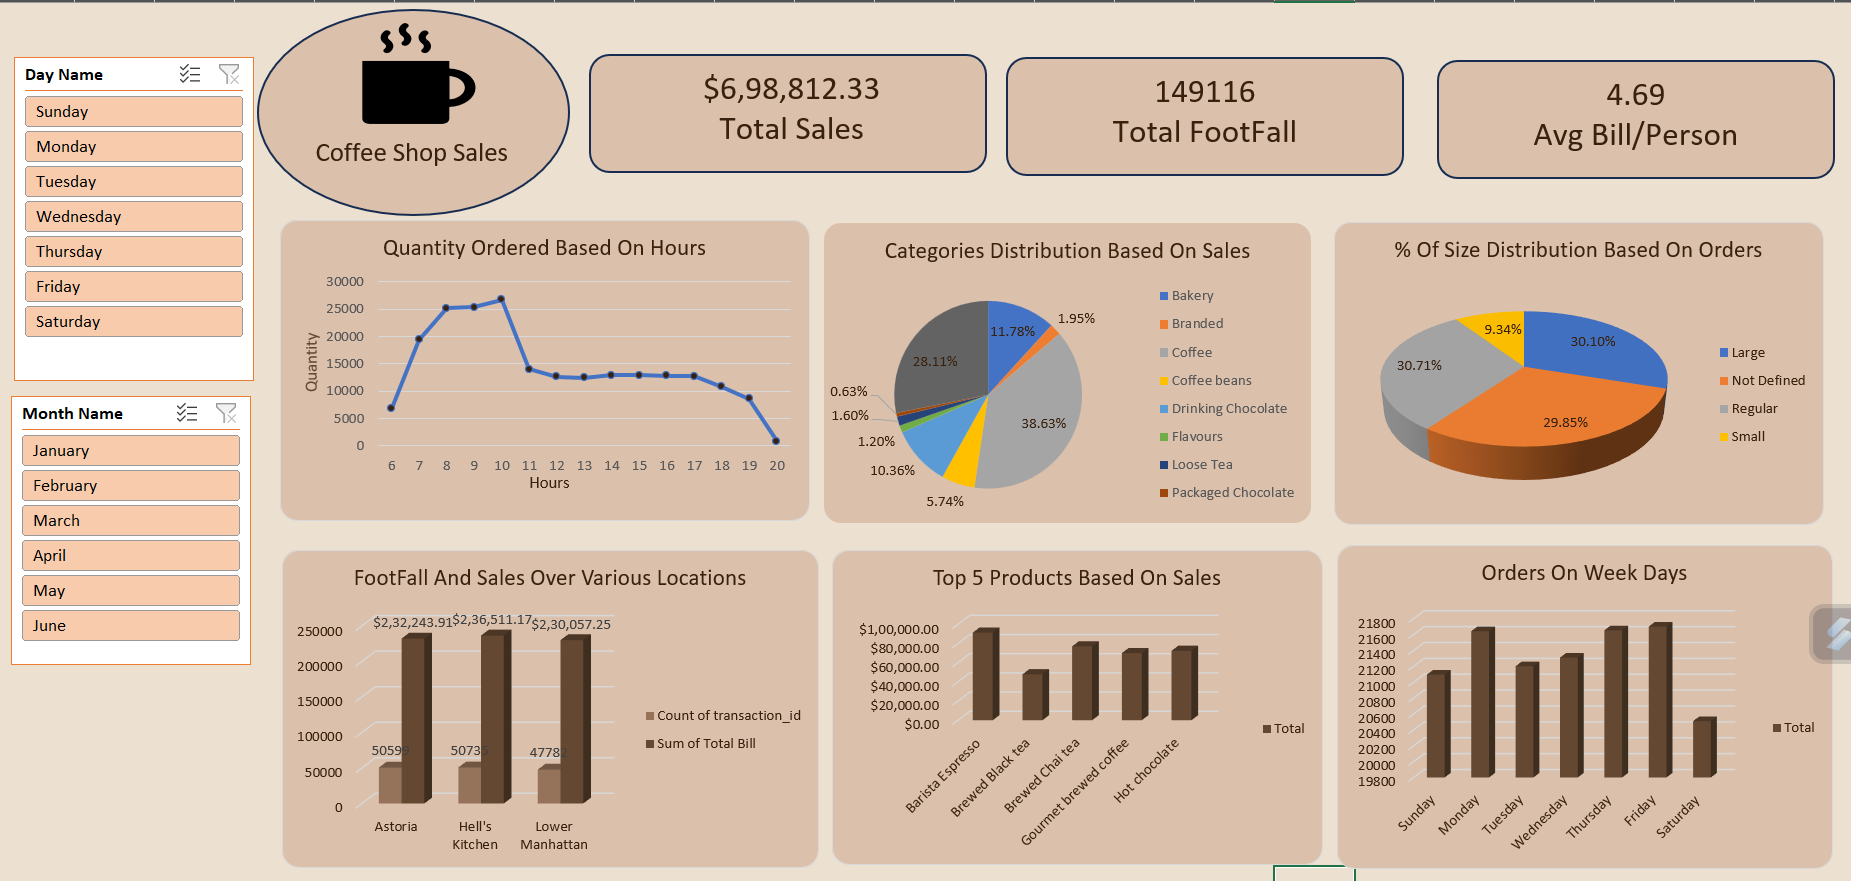 Day Name
Sunday
Monday
Tuesday
Wednesday
Thursday
Friday
Saturday
Month Name
January
February
March
April
May
June
Coffee Shop Sales
$6,98,812.33
Total Sales
149116
Total FootFall
4.69
Avg Bill/Person
Quantity Ordered Based On Hours
Quantity
30000
25000
20000
15000
10000
5000
0
6 7 8 9 10 11 12 13 14 15 16 17 18 19 20
Hours
Categories Distribution Based On Sales
11.78%
1.95%
28.11%
0.63%
1.60%
38.63%
1.20%
10.36%
5.74%
Bakery
Branded
Coffee
Coffee beans
Drinking Chocolate
Flavours
Loose Tea
Packaged Chocolate
% Of Size Distribution Based On Orders
9.34%
30.10%
30.71%
29.85%
Large
Not Defined
Regular
Small
FootFall And Sales Over Various Locations
$2,32,243.91
$2,36,511.17
$2,30,057.25
250000
200000
150000
100000
50000
0
50599
50735
47782
Astoria
Hell's
Kitchen
Lower
Manhattan
Count of transaction_id
Sum of Total Bill
Top 5 Products Based On Sales
$1,00,000.00
$80,000.00
$60,000.00
$40,000.00
$20,000.00
$0.00
Barista Espresso
Brewed Black tea
Brewed Chai tea
Gourmet brewed coffee
Hot chocolate
Total
Orders On Week Days
21800
21600
21400
21200
21000
20800
20600
20400
20200
20000
19800
Sunday
Monday
Tuesday
Wednesday
Thursday
Friday
Saturday
Total